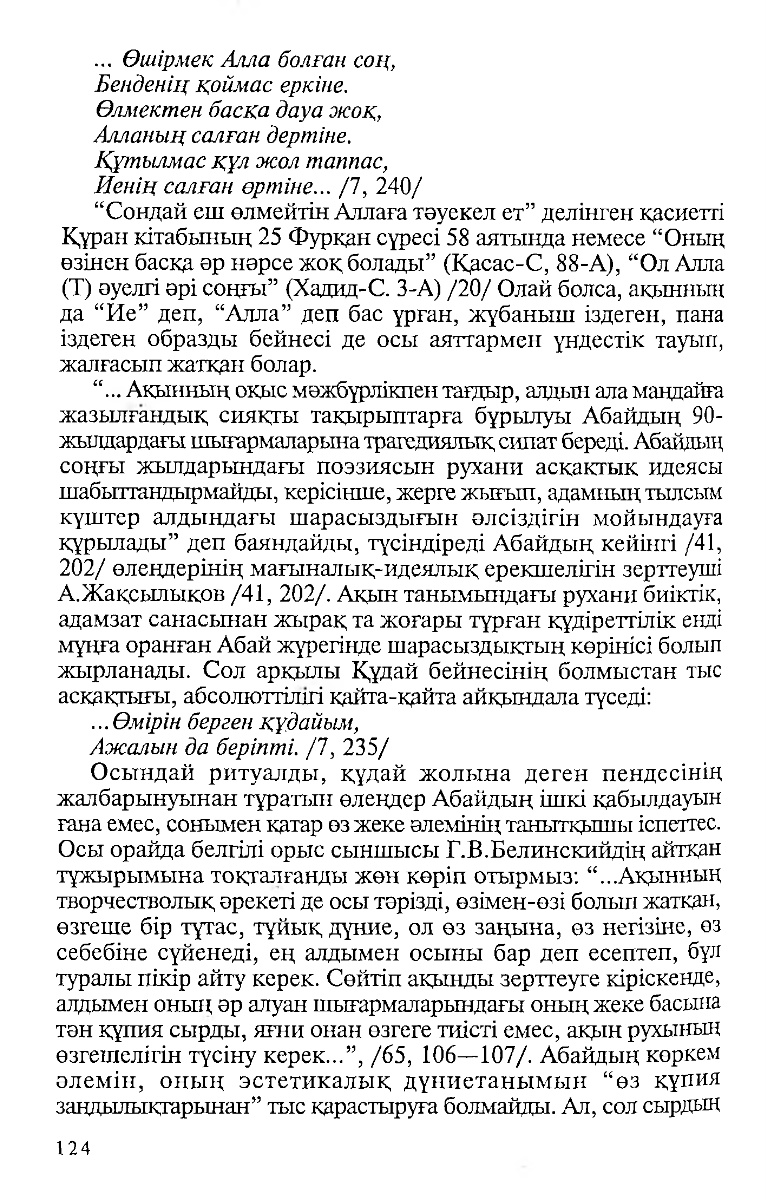 ... Өшірмек Алла болған соң,
Бенденің қоймас еркіне.
Өлмектен басқа дауа жоқ,
Алланың салған дертіне.
Құтылмас құл жол таппас,
Иенің салған өртіне... /7, 240/
“Сондай еш өлмейтін Аллаға тәуекел ет” делінген қасиетті
Құран кітабының 25 Фурқан сүресі 58 аятында немесе “Оның
өзінен басқа әр нәрсе жоқ болады” (Қасас-С, 88-А), “Ол Алла
(Т) әуелгі әрі соңғы” (Хадид-С. 3-А) /20/ Олай болса, ақынның
да “Ие” деп, “Алла” деп бас ұрған, жұбаныш іздеген, пана
іздеген образды бейнесі де осы аяттармен үндестік тауып,
жалғасып жатқан болар.
“... Ақынның оқыс мәжбүрлікпен тағдыр, алдын ала маңдайға
жазылғандық сияқты тақырыптарға бұрылуы Абайдың 90-
жылдардағы шығармаларына трагедиялық сипат береді. Абайдың
соңғы жылдарындағы поэзиясын рухани асқақтық идеясы
шабыттандырмайды, керісінше, жерге жығып, адамның тылсым
күштер алдындағы шарасыздығын әлсіздігін мойындауға
құрылады” деп баяндайды, түсіндіреді Абайдың кейінгі /41,
202/ өлеңдерінің мағыналық-идеялық ерекшелігін зерттеуші
А.Жақсылықов /41, 202/. Ақын танымындағы рухани биіктік,
адамзат санасынан жырақ та жоғары тұрған құдіреттілік енді
мұңға оранған Абай жүрегінде шарасыздықтың көрінісі болып
жырланады. Сол арқылы Құдай бейнесінің болмыстан тыс
асқақтығы, абсолюттілігі қайта-қайта айқындала түседі:
...Өмірін берген құдайым,
Ажалын да беріпті. /7, 235/
Осындай ритуалды, құдай жолына деген пендесінің
жалбарынуынан тұратын өлеңдер Абайдың ішкі қабылдауын
ғана емес, сонымен қатар өз жеке әлемінің танытқышы іспеттес.
Осы орайда белгілі орыс сыншысы Г.В.Белинскийдің айтқан
тұжырымына тоқталғанды жөн көріп отырмыз: “...Ақынның
творчестволық әрекеті де осы тәрізді, өзімен-өзі болып жатқан,
өзгеше бір тұтас, тұйық дүние, ол өз заңына, өз негізіне, өз
себебіне сүйенеді, ең алдымен осыны бар деп есептеп, бұл
туралы пікір айту керек. Сөйтіп ақынды зерттеуге кіріскенде,
алдымен оның әр алуан шығармаларындағы оның жеке басына
тән құпия сырды, яғни онан өзгеге тиісті емес, ақын рухының
өзгешелігін түсіну керек...”, /65, 106—107/. Абайдың көркем
әлемін, оның эстетикалық дүниетанымын “өз құпия
заңдылықтарынан” тыс қарастыруға болмайды. Ал, сол сырдың
124